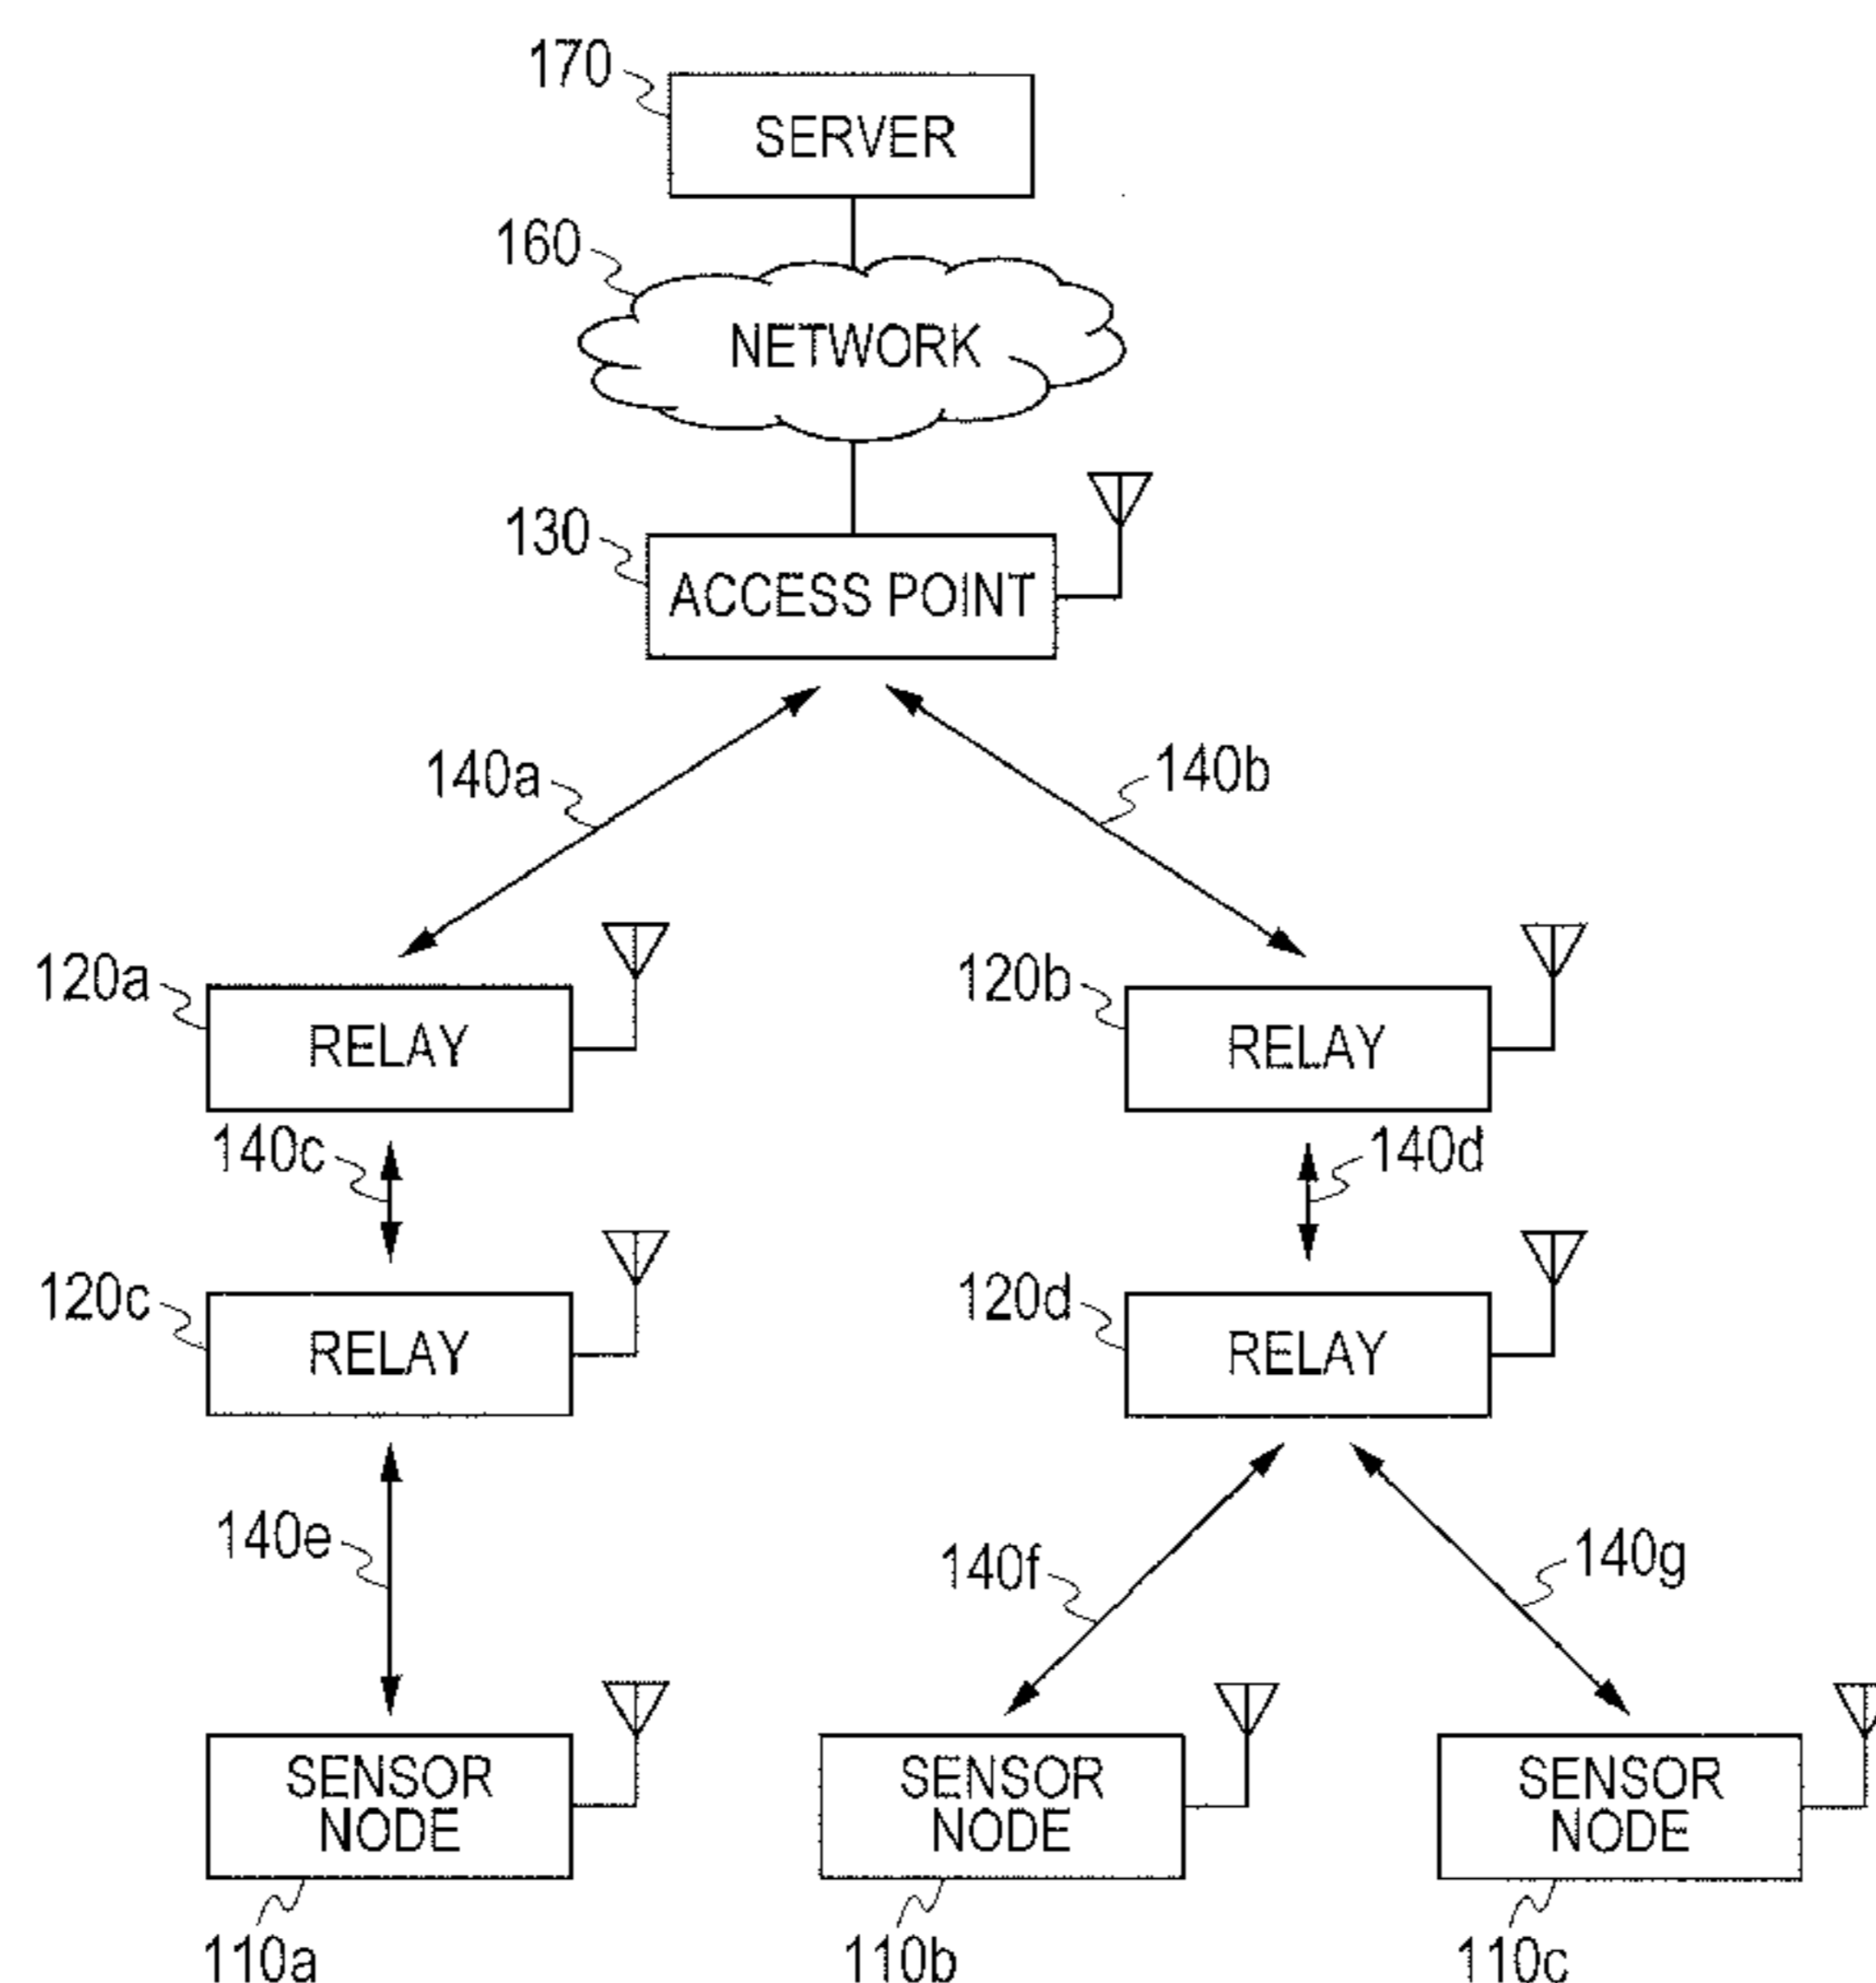 170
SERVER
160
NETWORK
130
ACCESS POINT
140a
140b
120a
RELAY
120b
RELAY
140c
140d
120c
RELAY
120d
RELAY
140e
140f
140g
SENSOR
NODE
SENSOR
NODE
SENSOR
NODE
110a
110b
110c